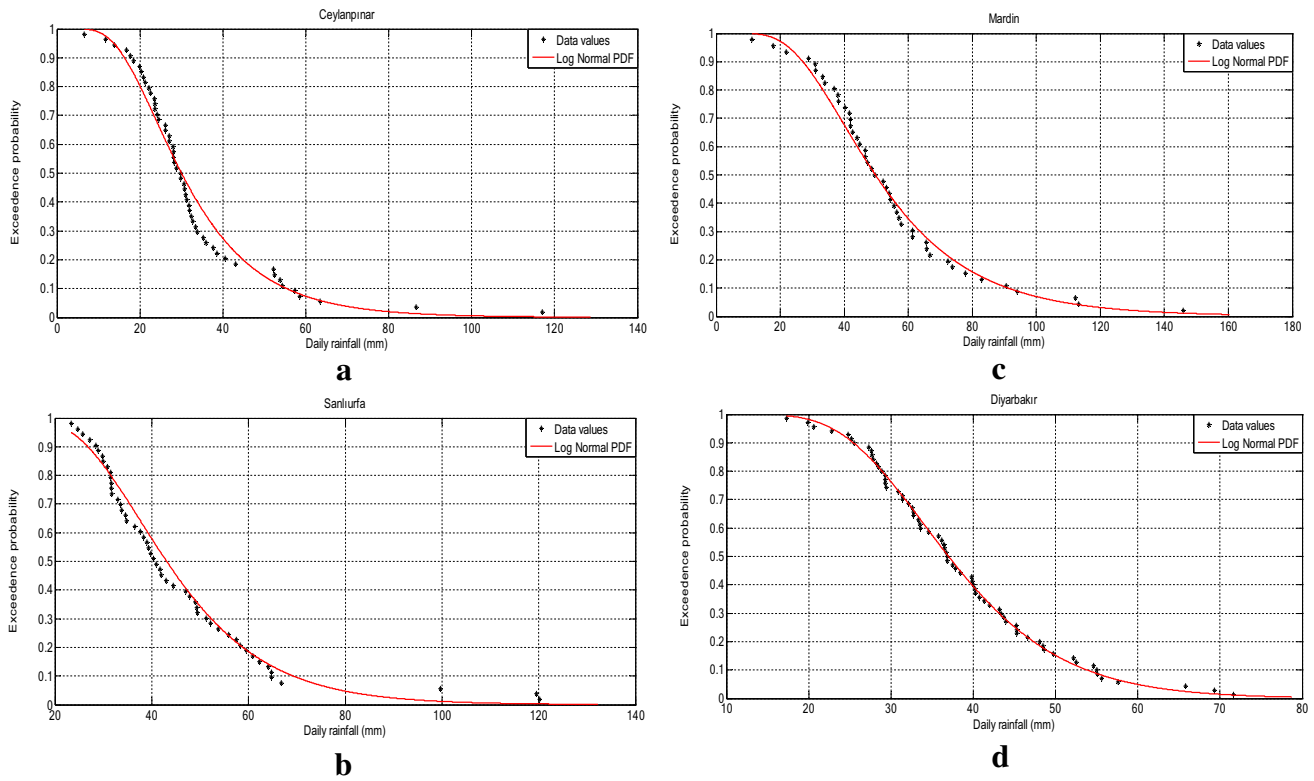 Ceylanpınar
Data values
Log Normal PDF
Exceedence probability
1
0.9
0.8
0.7
0.6
0.5
0.4
0.3
0.2
0.1
0
0 20 40 60 80 100 120 140
Daily rainfall (mm)
a
Mardin
Data values
Log Normal PDF
Exceedence probability
1
0.9
0.8
0.7
0.6
0.5
0.4
0.3
0.2
0.1
0
0 20 40 60 80 100 120 140 160 180
Daily rainfall (mm)
c
Sanlıurfa
Data values
Log Normal PDF
Exceedence probability
1
0.9
0.8
0.7
0.6
0.5
0.4
0.3
0.2
0.1
0
20 40 60 80 100 120 140
Daily rainfall (mm)
b
Diyarbakır
Data values
Log Normal PDF
Exceedence probability
1
0.9
0.8
0.7
0.6
0.5
0.4
0.3
0.2
0.1
0
10 20 30 40 50 60 70 80
Daily rainfall (mm)
d